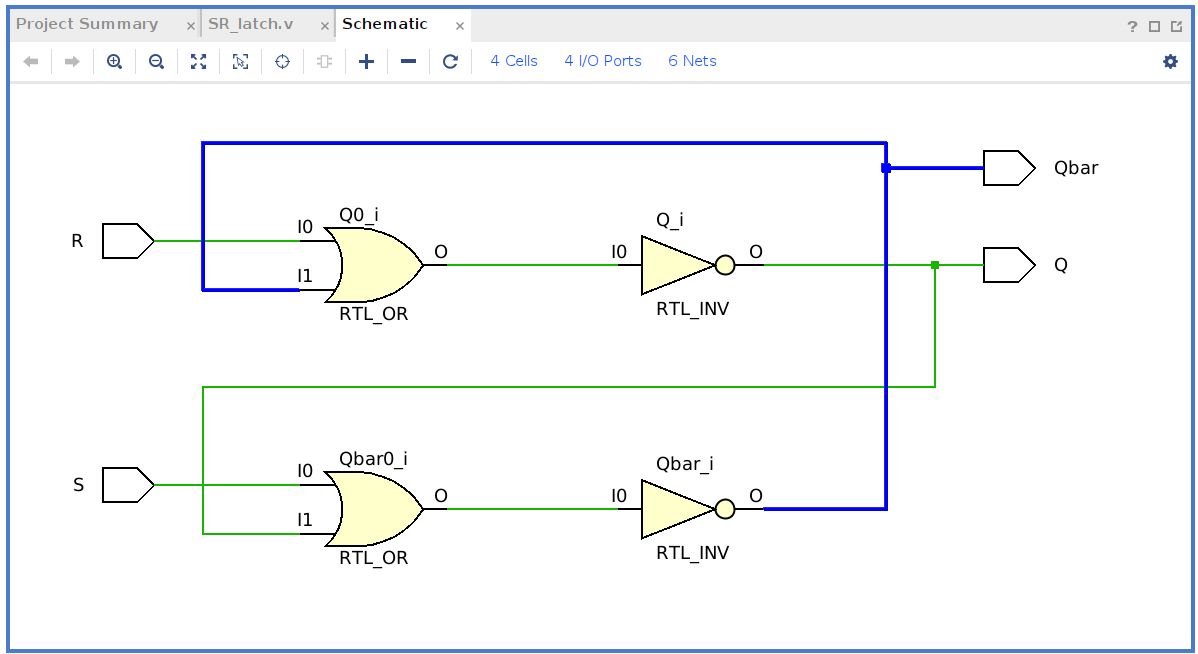 Project Summary × SR_latch.v × Schematic × ?
4 Cells 4 I/O Ports 6 Nets
Qbar
Q0_i
Q_i
R
I0
I1
O
I0
O
Q
RTL_OR
RTL_INV
Qbar0_i
Qbar_i
S
I0
I1
O
I0
O
RTL_OR
RTL_INV